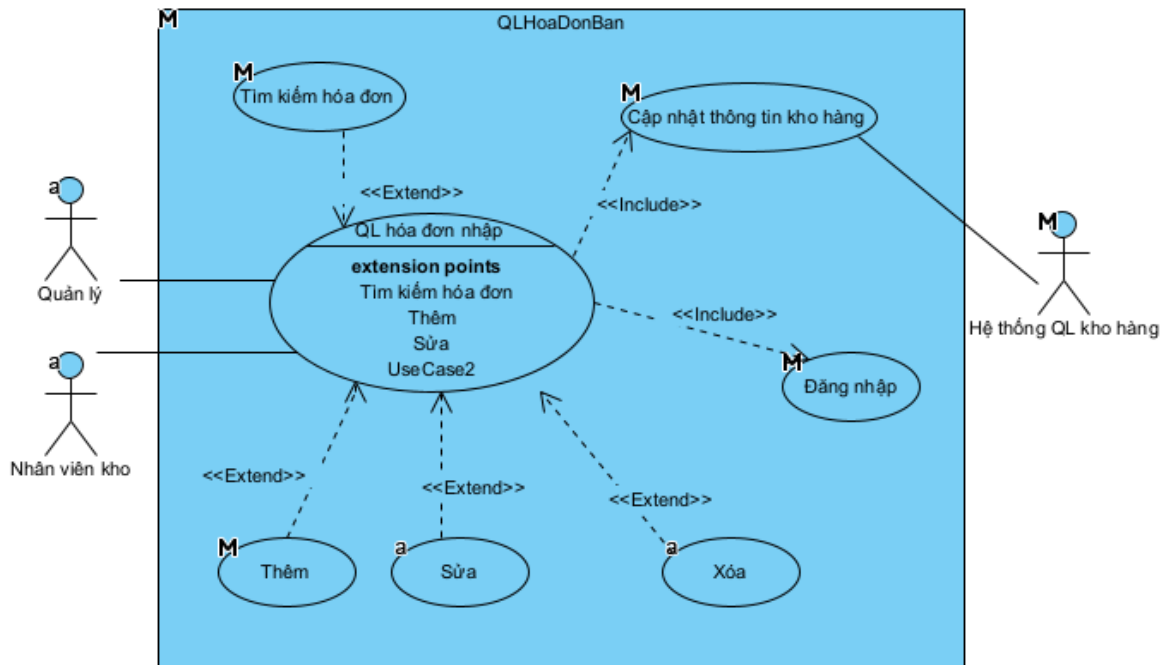 M
QLHoaDonBan
M
Tìm kiếm hóa đơn
M
Cập nhật thông tin kho hàng
<<Extend>>
<<Include>>
a
Quản lý
QL hóa đơn nhập
extension points
Tìm kiếm hóa đơn
Thêm
Sửa
UseCase2
M
Hệ thống QL kho hàng
<<Include>>
M
Đăng nhập
a
Nhân viên kho
<<Extend>>
<<Extend>>
<<Extend>>
M
Thêm
a
Sửa
a
Xóa